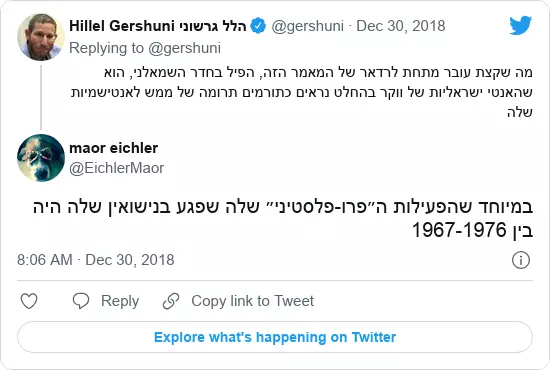 Hillel Gershuni הלל גרשוני @gershuni · Dec 30, 2018
Replying to @gershuni
מה שקצת עובר מתחת לרדאר של המאמר הזה, הפיל בחדר השמאלני, הוא
שהאנטי ישראליות של ווקר בהחלט נראים כתורמים תרומה של ממש לאנטישמיות
שלה
maor eichler
@EichlerMaor
במיוחד שהפעילות ה״פרו-פלסטיני״ שלה שפגע בנישואין שלה היה
בין 1967-1976
8:06 AM · Dec 30, 2018
Reply
Copy link to Tweet
Explore what's happening on Twitter